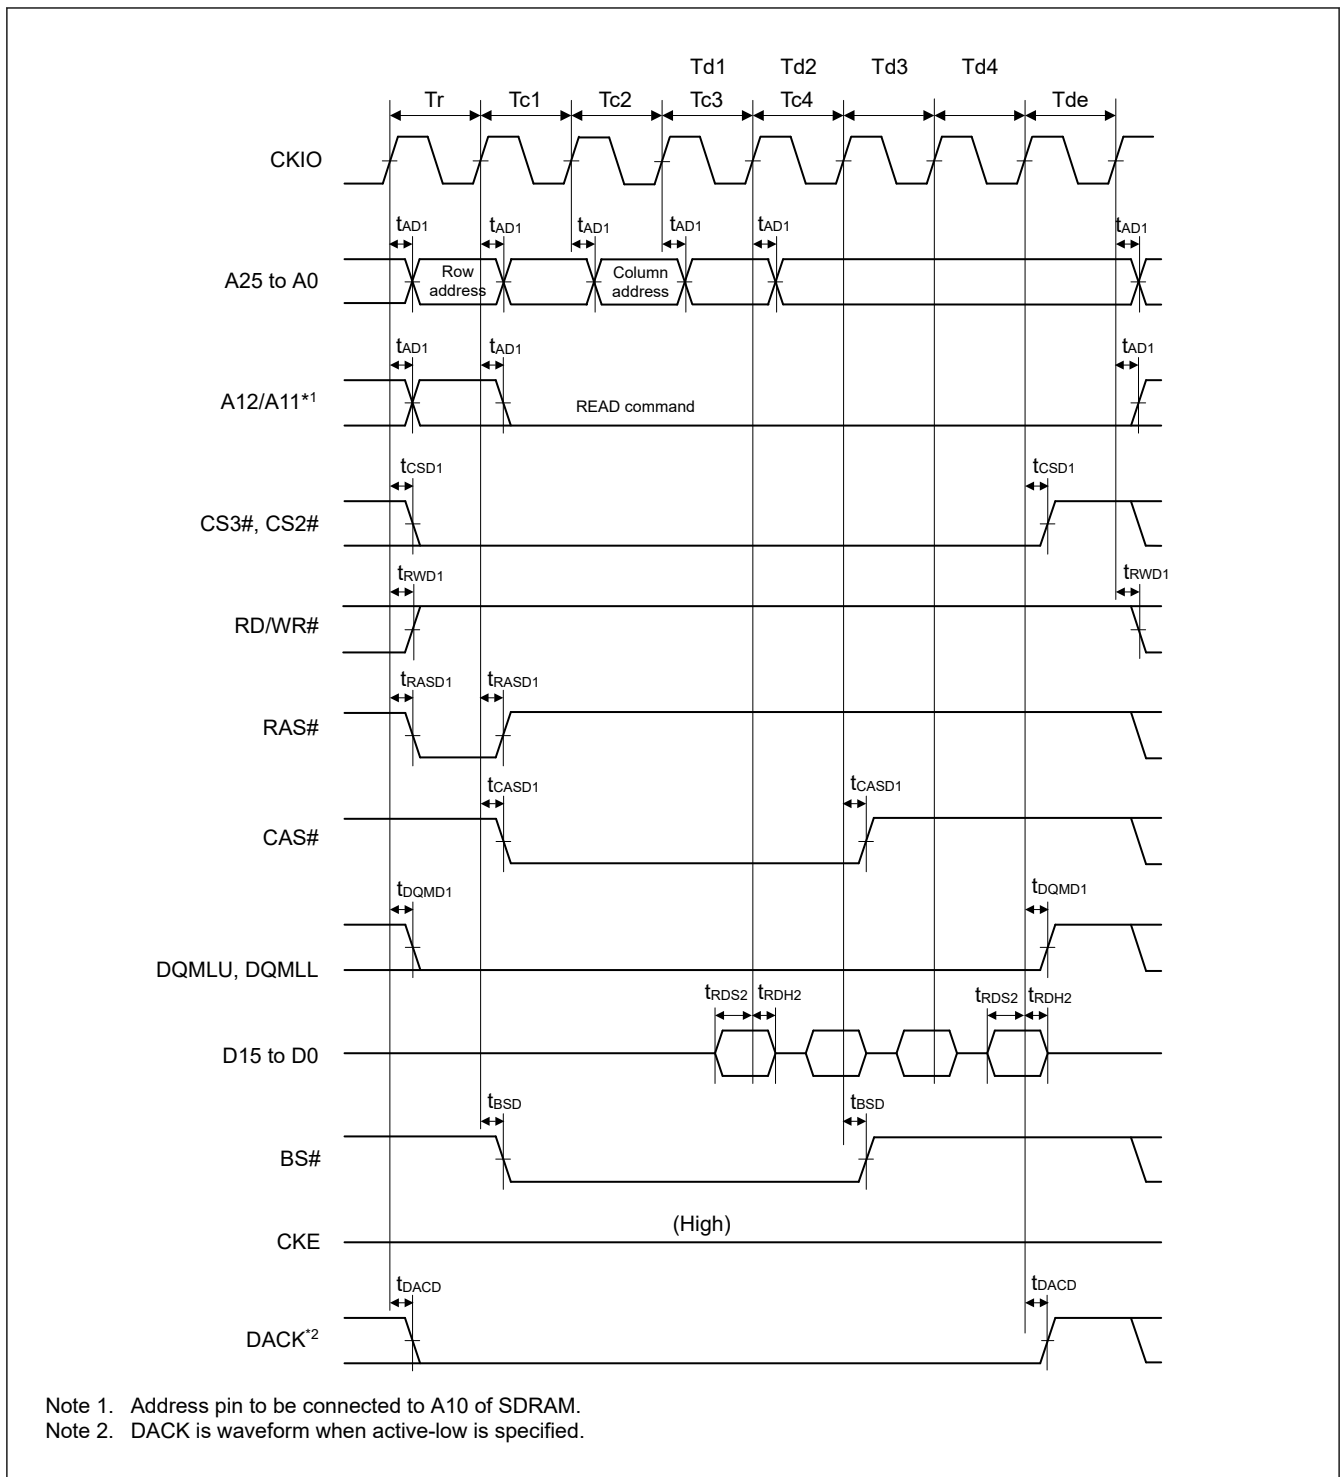 Td1 Td2 Td3 Td4
Tr Tc1 Tc2 Tc3 Tc4 Tde
CKIO
tAD1 tAD1 tAD1 tAD1 tAD1 tAD1
A25 to A0
Row
address
Column
address
tAD1 tAD1 tAD1
A12/A11*1
READ command
tCSD1 tCSD1
CS3#, CS2#
tRWD1 tRWD1
RD/WR#
tRASD1 tRASD1
RAS#
tCASD1 tCASD1
CAS#
tDQMD1 tDQMD1
DQMLU, DQMLL
tRDS2 tRDH2 tRDS2 tRDH2
D15 to D0
tBSD tBSD
BS#
(High)
CKE
tDACD tDACD
DACK*2
Note 1. Address pin to be connected to A10 of SDRAM.
Note 2. DACK is waveform when active-low is specified.